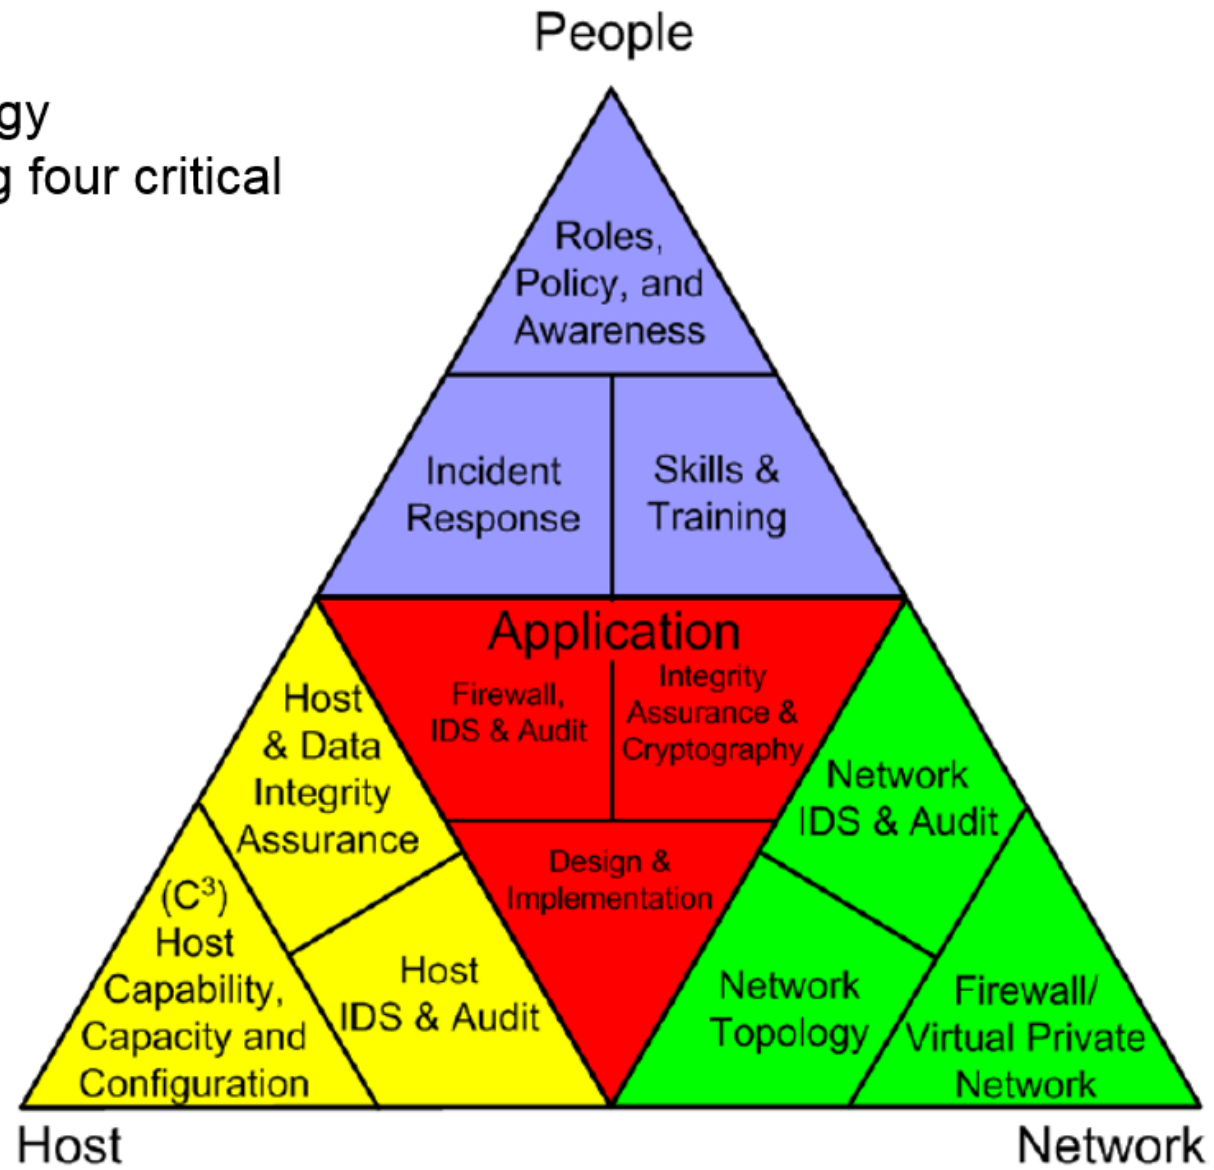 People
gy
g four critical
Roles,
Policy, and
Awareness
Incident
Response
Skills &
Training
Application
Firewall,
IDS & Audit
Integrity
Assurance &
Cryptography
Design &
Implementation
Host
& Data
Integrity
Assurance
(C³)
Host
Capability,
Capacity and
Configuration
Host
IDS & Audit
Network
IDS & Audit
Network
Topology
Firewall/
Virtual Private
Network
Host
Network